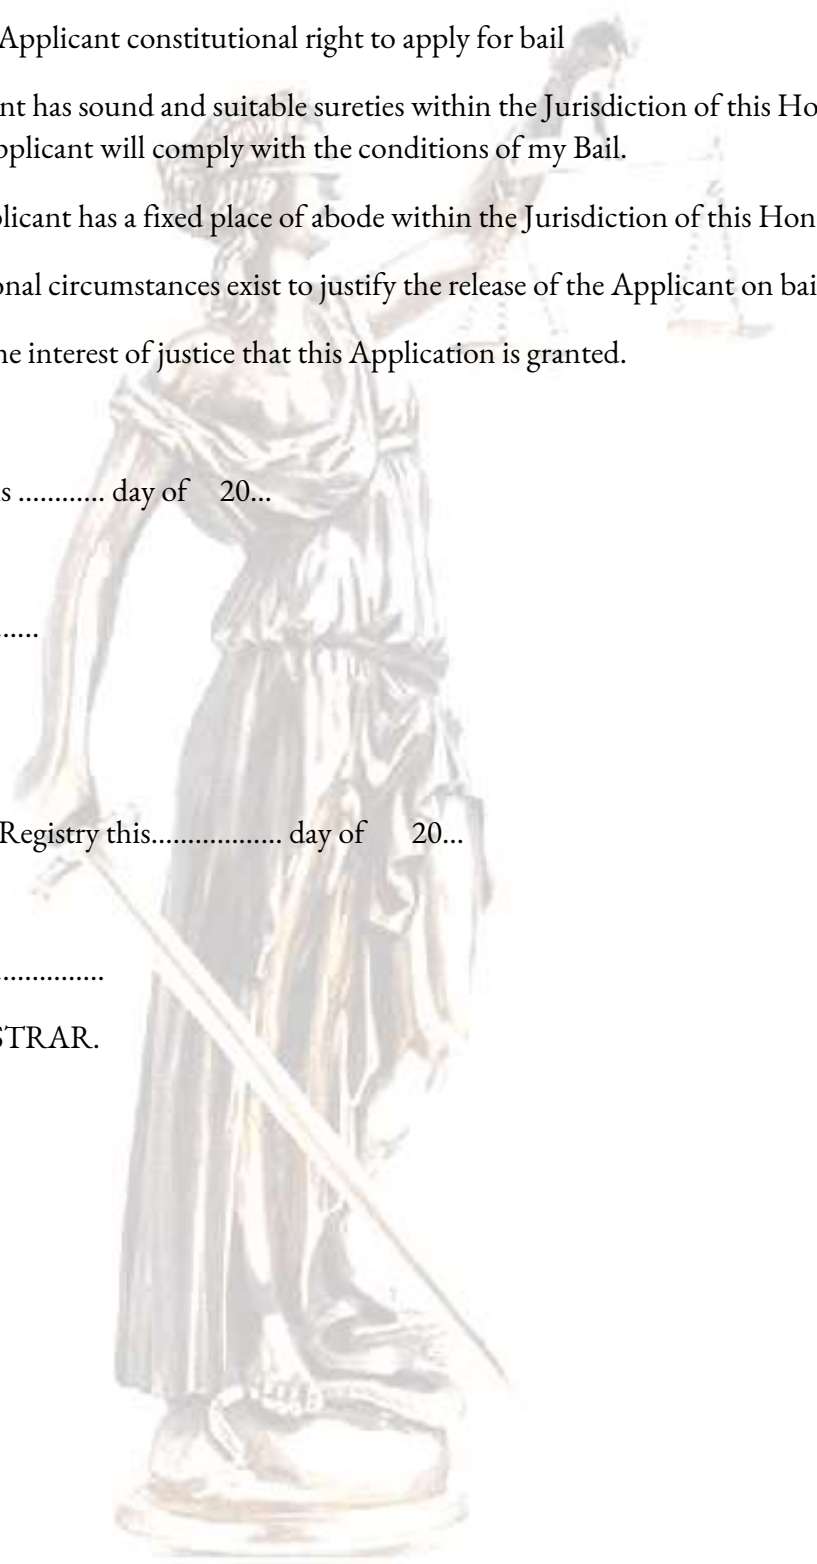 Applicant constitutional right to apply for bail
nt has sound and suitable sureties within the Jurisdiction of this Ho
pplicant will comply with the conditions of my Bail.
plicant has a fixed place of abode within the Jurisdiction of this Hon
onal circumstances exist to justify the release of the Applicant on bai
he interest of justice that this Application is granted.
s ............ day of 20...
......
Registry this.................. day of 20...
...............
STRAR.